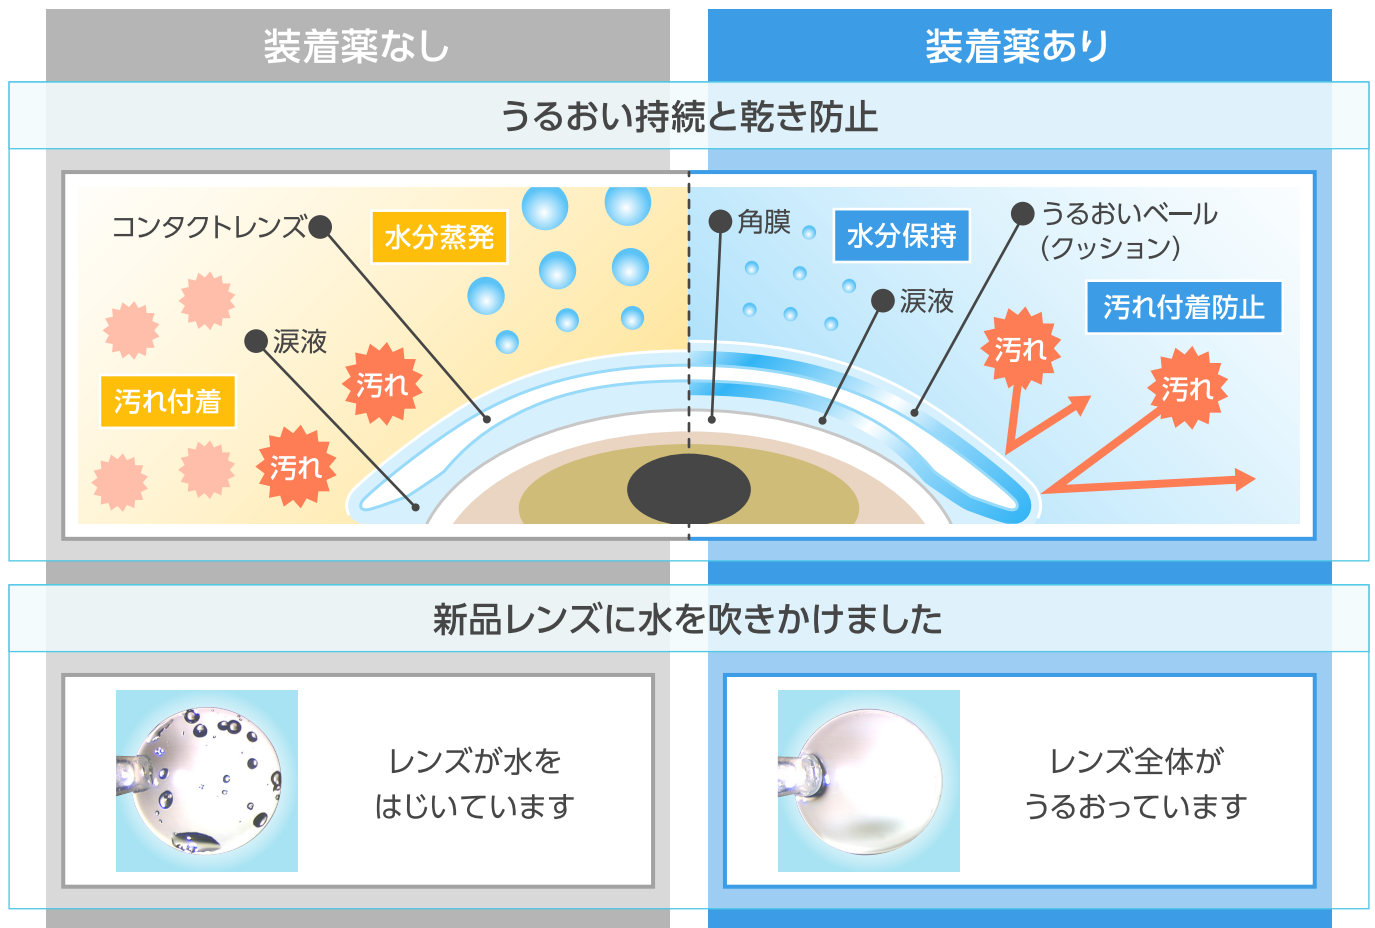 装着薬なし
装着薬あり
うるおい持続と乾き防止
コンタクトレンズ
水分蒸発
涙液
汚れ付着
汚れ
汚れ
角膜
水分保持
うるおいベール
（クッション）
涙液
汚れ付着防止
汚れ
汚れ
新品レンズに水を吹きかけました
レンズが水を
はじいています
レンズ全体が
うるおっています